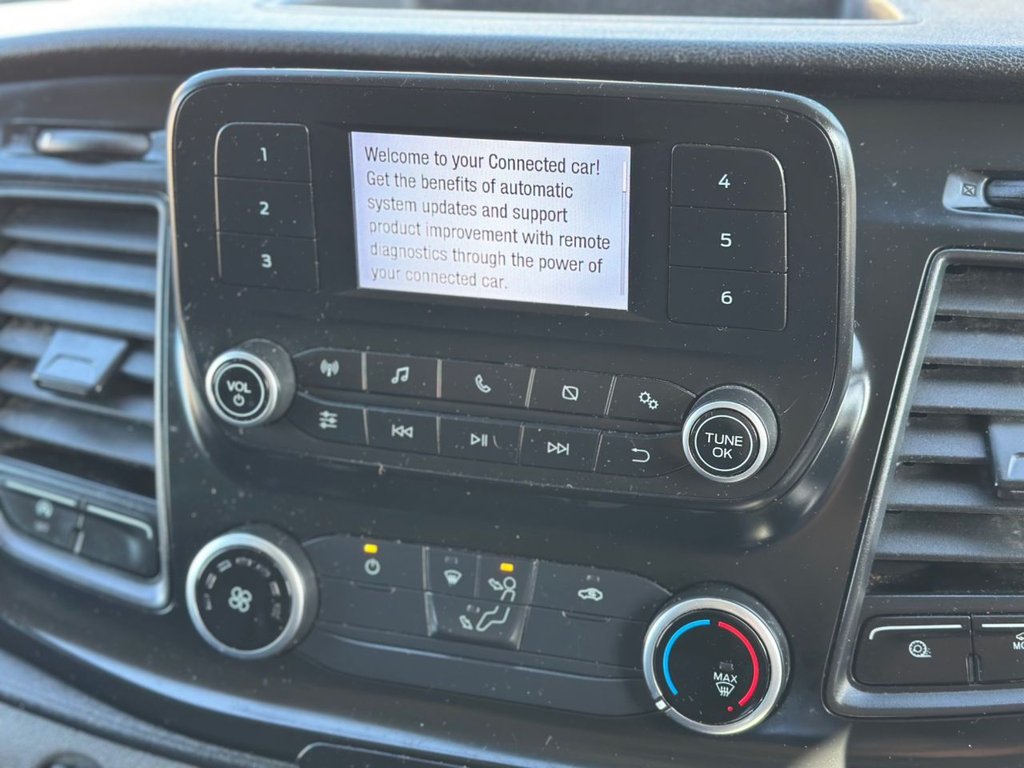 1
2
3
Welcome to your Connected car!
Get the benefits of automatic
system updates and support
product improvement with remote
diagnostics through the power of
your connected car.
4
5
6
VOL
TUNE
OK
MAX